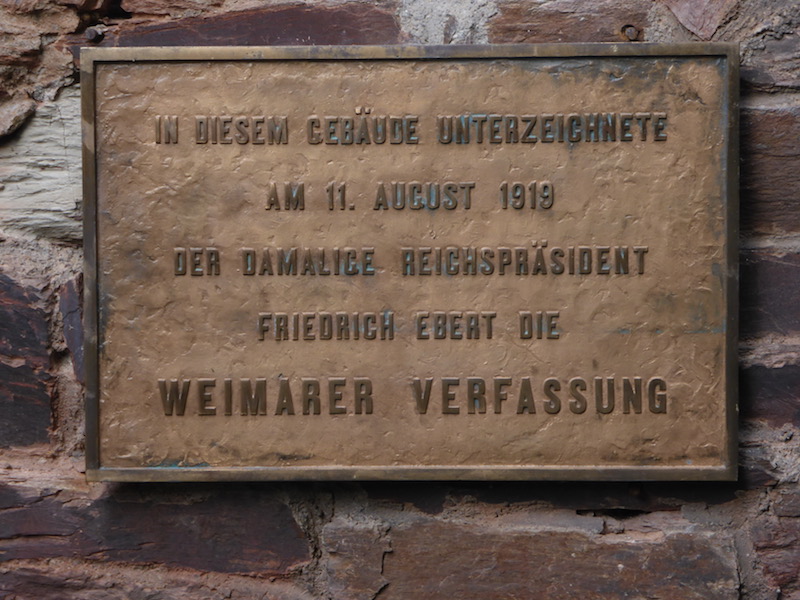 IN DIESEM GEBÄUDE UNTERZEICHNETE
AM 11. AUGUST 1919
DER DAMALIGE REICHSPRÄSIDENT
FRIEDRICH EBERT DIE
WEIMARER VERFASSUNG